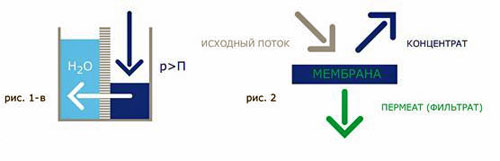 H₂O
p>П
рис. 1-в
ИСХОДНЫЙ ПОТОК
КОНЦЕНТРАТ
МЕМБРАНА
рис. 2
ПЕРМЕАТ (ФИЛЬТРАТ)